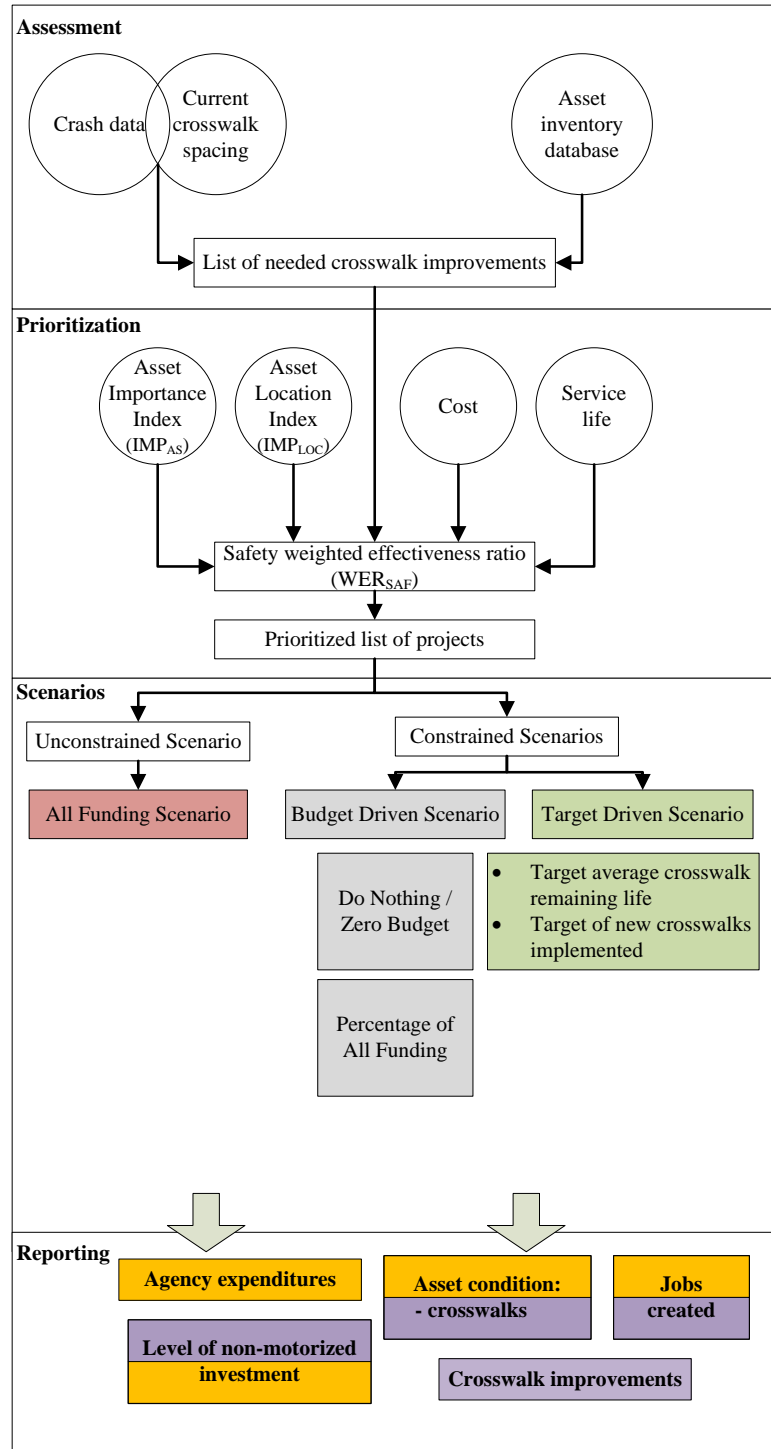 Assessment
Crash data
Current
crosswalk
spacing
Asset
inventory
database
List of needed crosswalk improvements
Prioritization
Asset
Importance
Index
(IMP_AS)
Asset
Location
Index
(IMP_LOC)
Cost
Service
life
Safety weighted effectiveness ratio
(WER_SAF)
Prioritized list of projects
Scenarios
Unconstrained Scenario
Constrained Scenarios
All Funding Scenario
Budget Driven Scenario
Target Driven Scenario
Do Nothing /
Zero Budget
• Target average crosswalk
remaining life
• Target of new crosswalks
implemented
Percentage of
All Funding
Reporting
Agency expenditures
Asset condition:
- crosswalks
Jobs
created
Level of non-motorized
investment
Crosswalk improvements